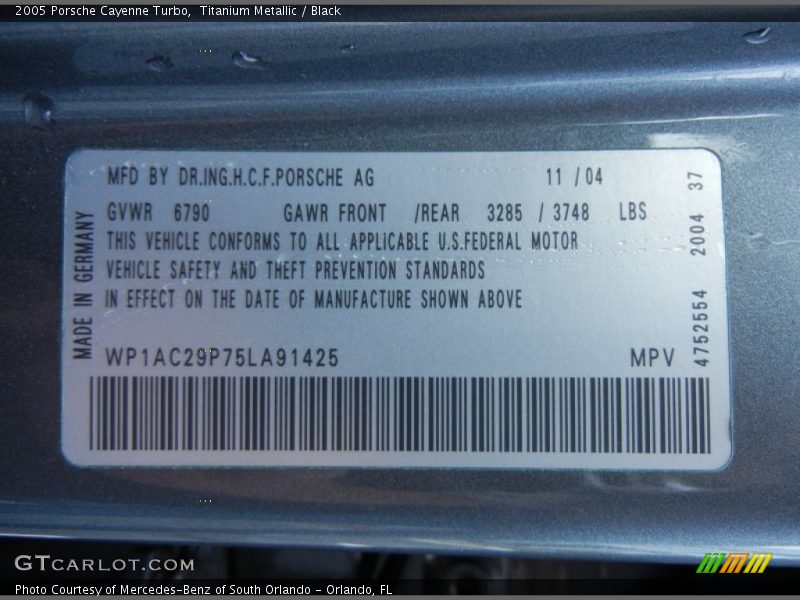 2005 Porsche Cayenne Turbo,  Titanium Metallic / Black
MFD BY DR.ING.H.C.F.PORSCHE AG 11 /04
GVWR 6790 GAWR FRONT /REAR 3285 / 3748 LBS
THIS VEHICLE CONFORMS TO ALL APPLICABLE U.S.FEDERAL MOTOR
VEHICLE SAFETY AND THEFT PREVENTION STANDARDS
IN EFFECT ON THE DATE OF MANUFACTURE SHOWN ABOVE
WP1AC29P75LA91425 MPV
MADE IN GERMANY
4752554 2004 37
GTCARLOT.COM
Photo Courtesy of Mercedes-Benz of South Orlando - Orlando, FL